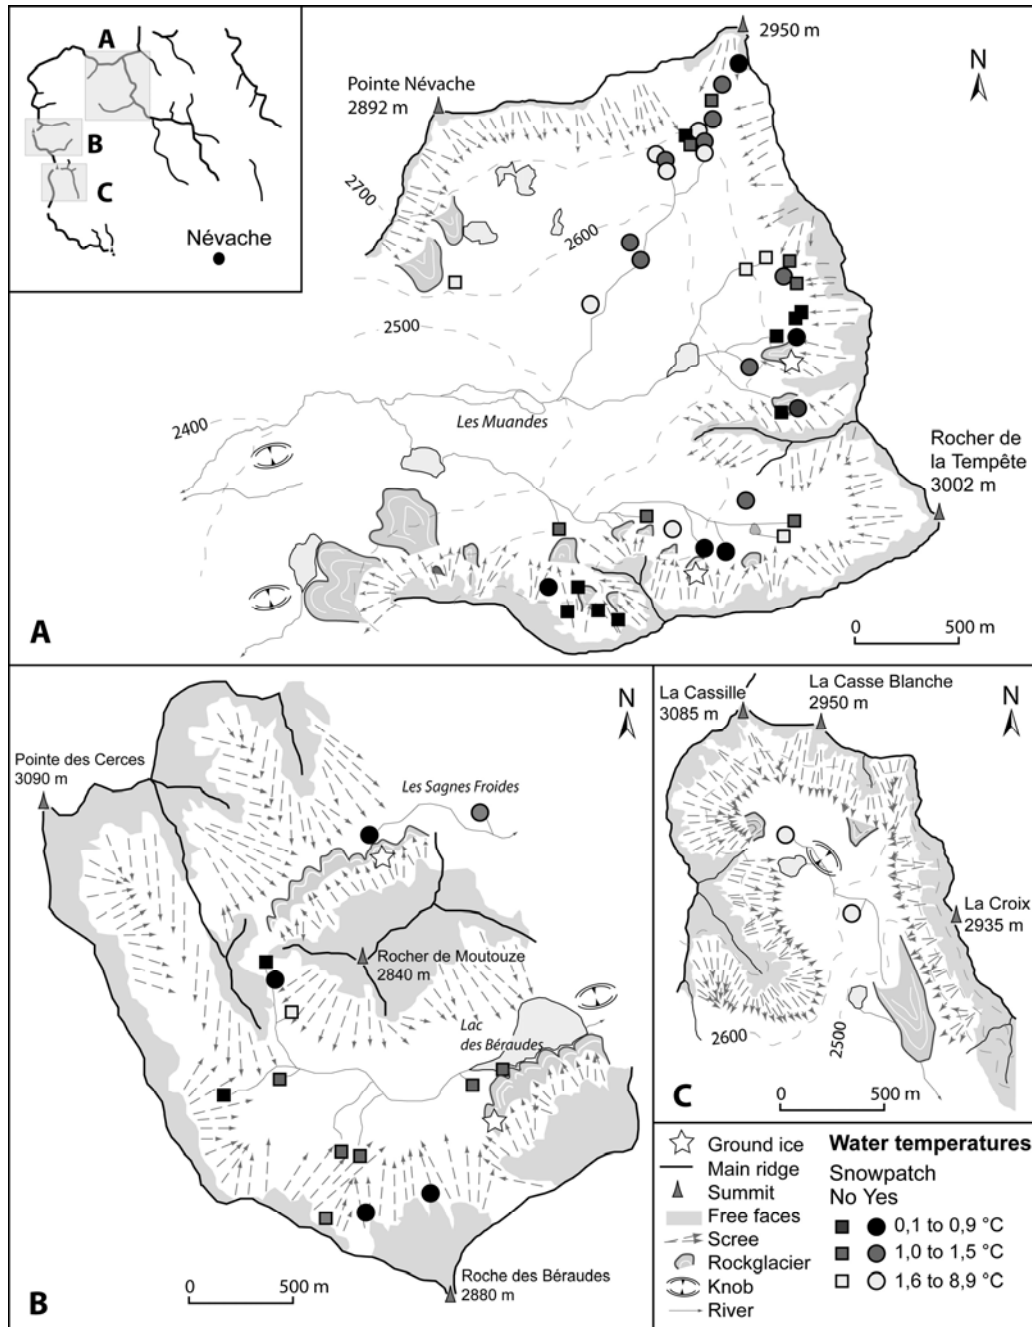 A
B
C
Névache
2950 m
N
Pointe Névache
2892 m
2700
2600
2500
2400
Les Muandes
Rocher de
la Tempête
3002 m
A
0 500 m
N
Pointe des Cerces
3090 m
Les Sagnes Froides
Rocher de Moutouze
2840 m
Lac
des Béraudes
0 500 m
Roche des Béraudes
2880 m
B
La Cassille
3085 m
La Casse Blanche
2950 m
N
La Croix
2935 m
2600
2500
C
0 500 m
Ground ice
Main ridge
Summit
Free faces
Scree
Rockglacier
Knob
River
Water temperatures
Snowpatch
No Yes
0,1 to 0,9 °C
1,0 to 1,5 °C
1,6 to 8,9 °C